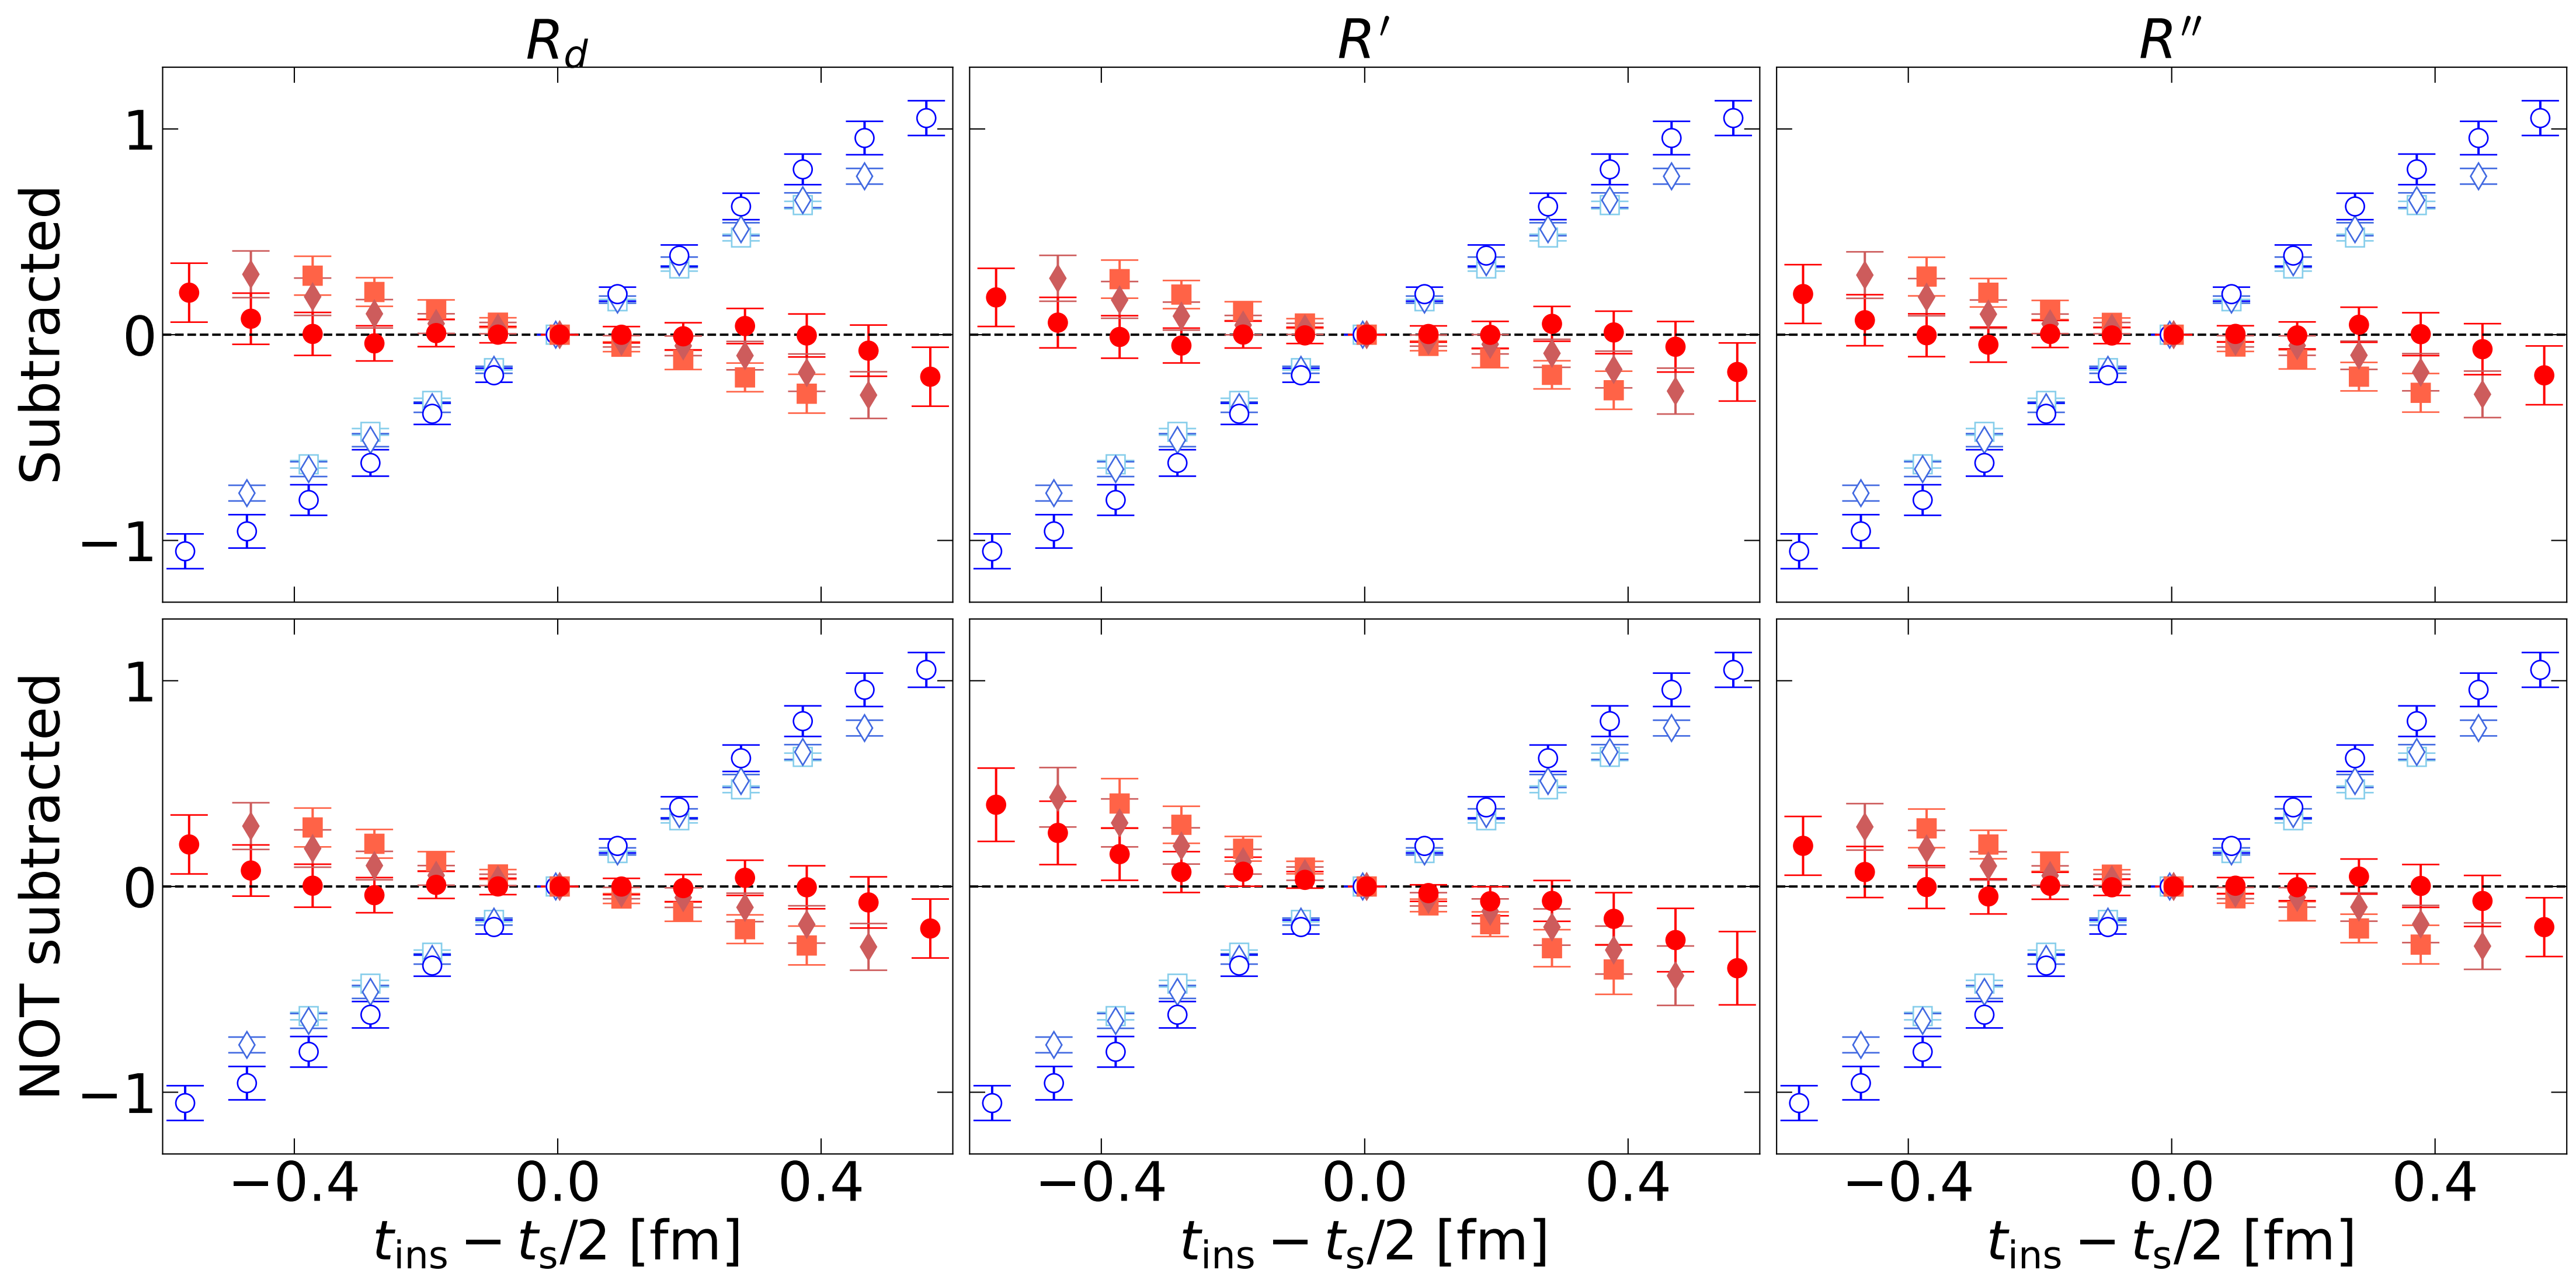 R_d R′ R″
Subtracted
1
0
−1
NOT subtracted
1
0
−1
−0.4 0.0 0.4 −0.4 0.0 0.4 −0.4 0.0 0.4
t_ins − t_s/2 [fm] t_ins − t_s/2 [fm] t_ins − t_s/2 [fm]